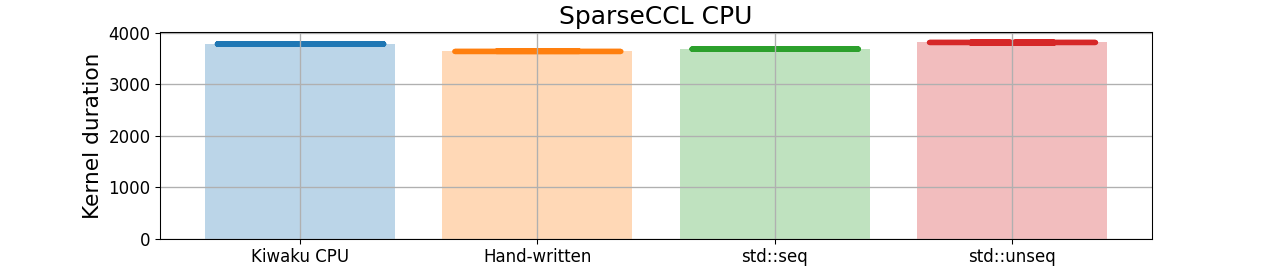 SparseCCL CPU
Kernel duration
4000
3000
2000
1000
0
Kiwaku CPU
Hand-written
std::seq
std::unseq